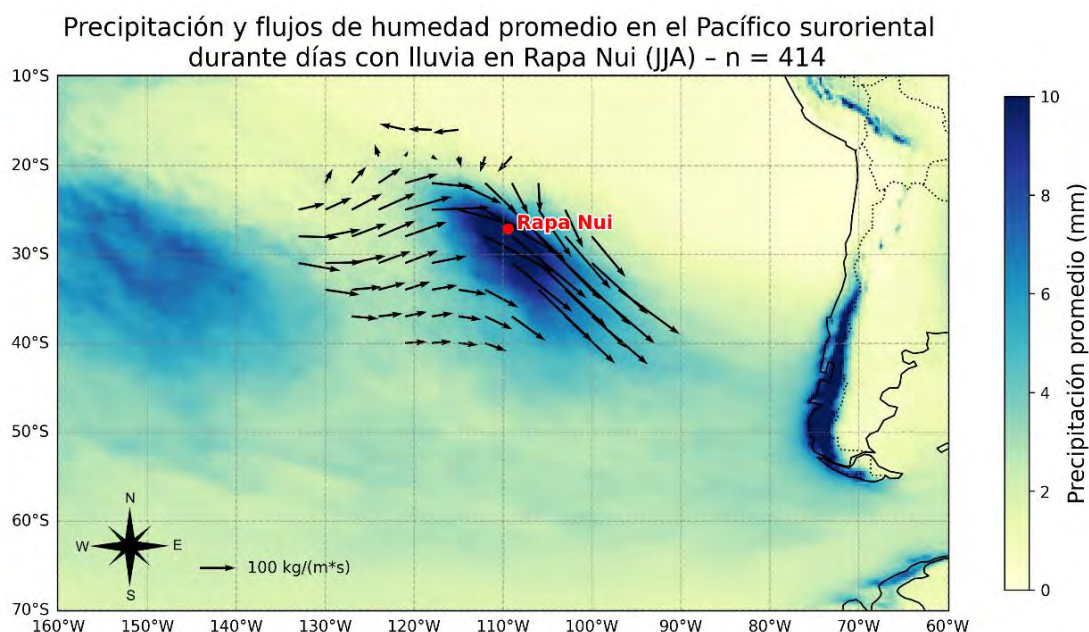 Precipitación y flujos de humedad promedio en el Pacífico suroriental
durante días con lluvia en Rapa Nui (JJA) – n = 414
10°S
20°S
30°S
40°S
50°S
60°S
70°S
160°W
150°W
140°W
130°W
120°W
110°W
100°W
90°W
80°W
70°W
60°W
Rapa Nui
N
W
E
S
100 kg/(m*s)
10
8
6
4
2
0
Precipitación promedio (mm)